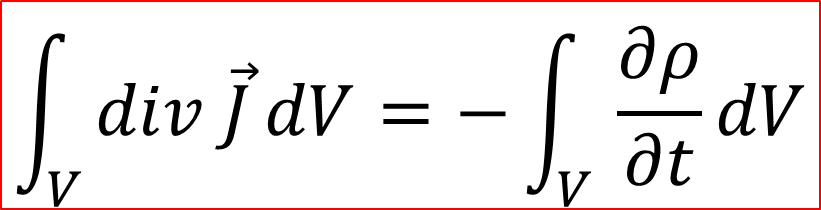 ∫_V div J⃗ dV = −∫_V ∂ρ/∂t dV